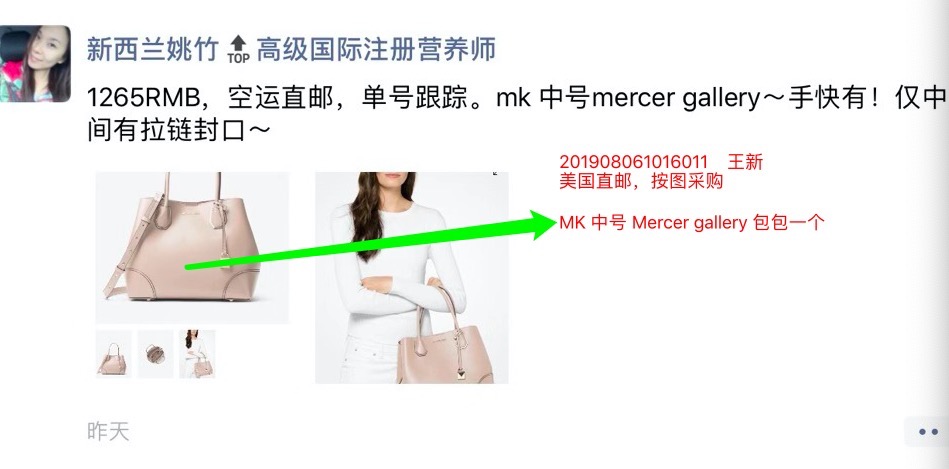 新西兰姚竹 TOP 高级国际注册营养师
1265RMB，空运直邮，单号跟踪。mk 中号mercer gallery～手快有！仅中
间有拉链封口～
201908061016011 王新
美国直邮，按图采购
MK 中号 Mercer gallery 包包一个
昨天